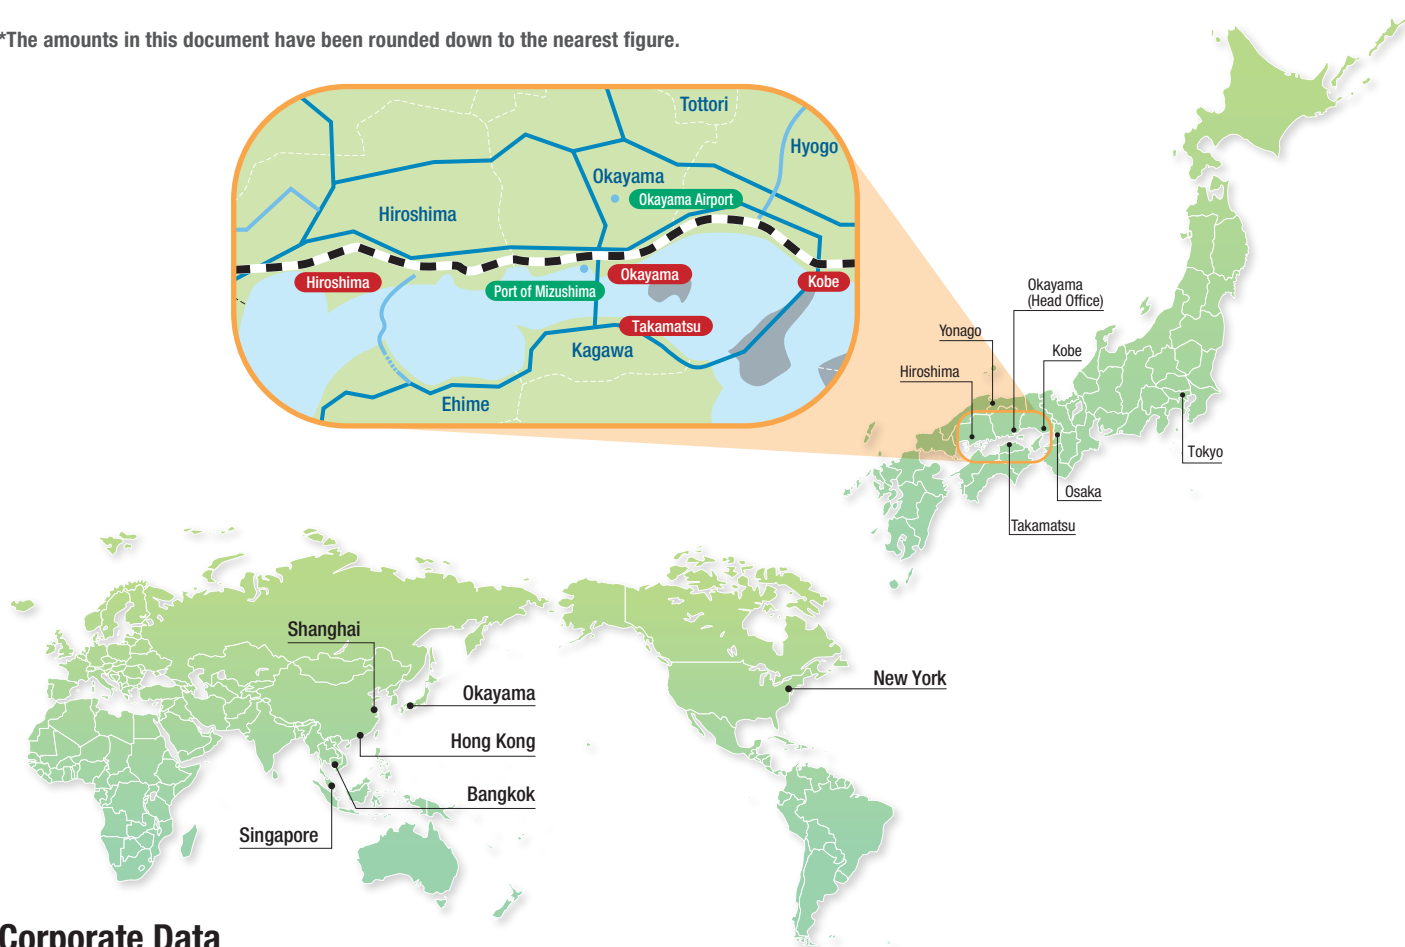 *The amounts in this document have been rounded down to the nearest figure.
Tottori
Hyogo
Okayama
Okayama Airport
Hiroshima
Hiroshima
Okayama
Kobe
Port of Mizushima
Takamatsu
Kagawa
Ehime
Okayama
(Head Office)
Yonago
Kobe
Hiroshima
Tokyo
Osaka
Takamatsu
Shanghai
Okayama
Hong Kong
Bangkok
Singapore
New York
Corporate Data